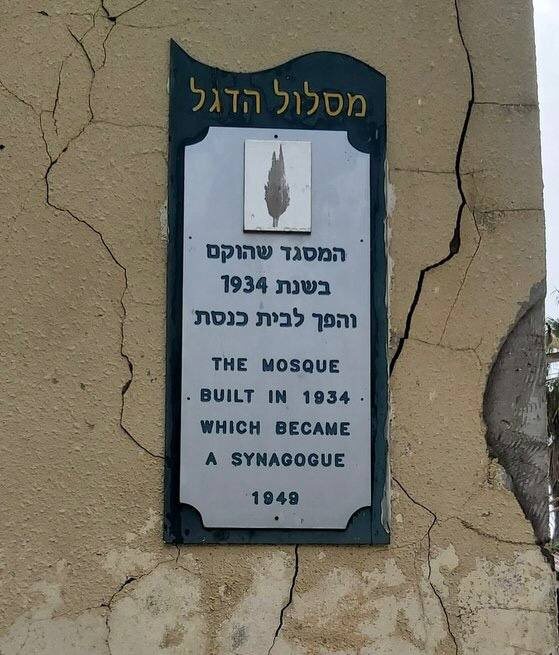 מסלול הדגל
המסגד שהוקם
בשנת 1934
והפך לבית כנסת
THE MOSQUE
BUILT IN 1934
WHICH BECAME
A SYNAGOGUE
1949